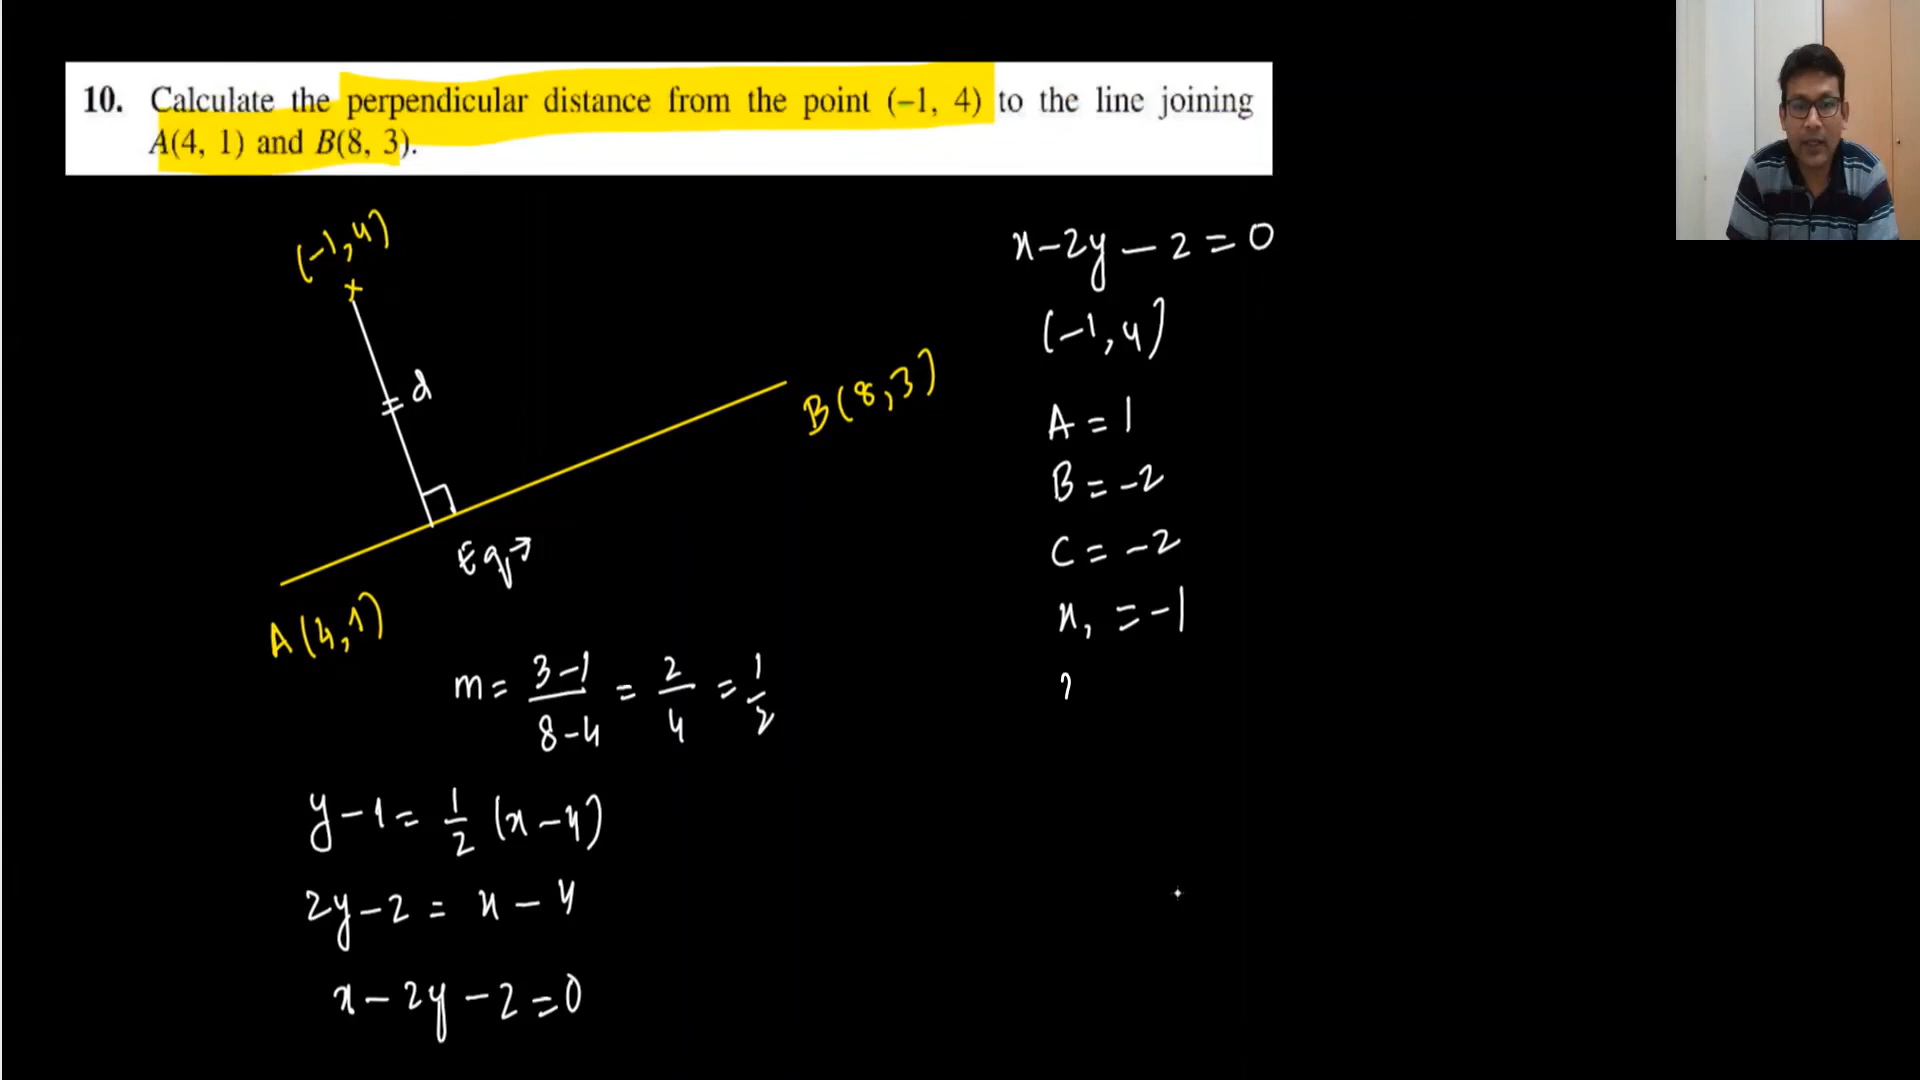 10. Calculate the perpendicular distance from the point (–1, 4) to the line joining
A(4, 1) and B(8, 3).
(-1,4)
d
B(8,3)
Eq→
A(4,1)
m = 3-1/8-4 = 2/4 = 1/2
y-1 = 1/2 (x-4)
2y-2 = x-4
x-2y-2=0
x-2y-2=0
(-1,4)
A = 1
B = -2
C = -2
x₁ = -1